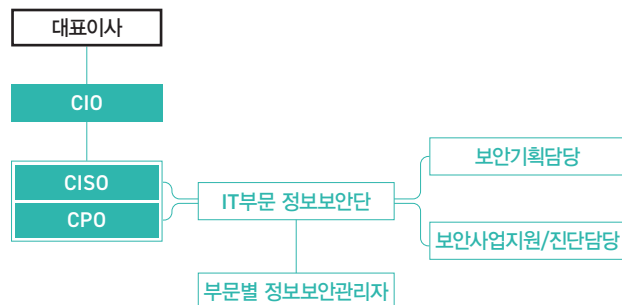 대표이사
CIO
CISO
CPO
IT부문 정보보안단
부문별 정보보안관리자
보안기획담당
보안사업지원/진단담당